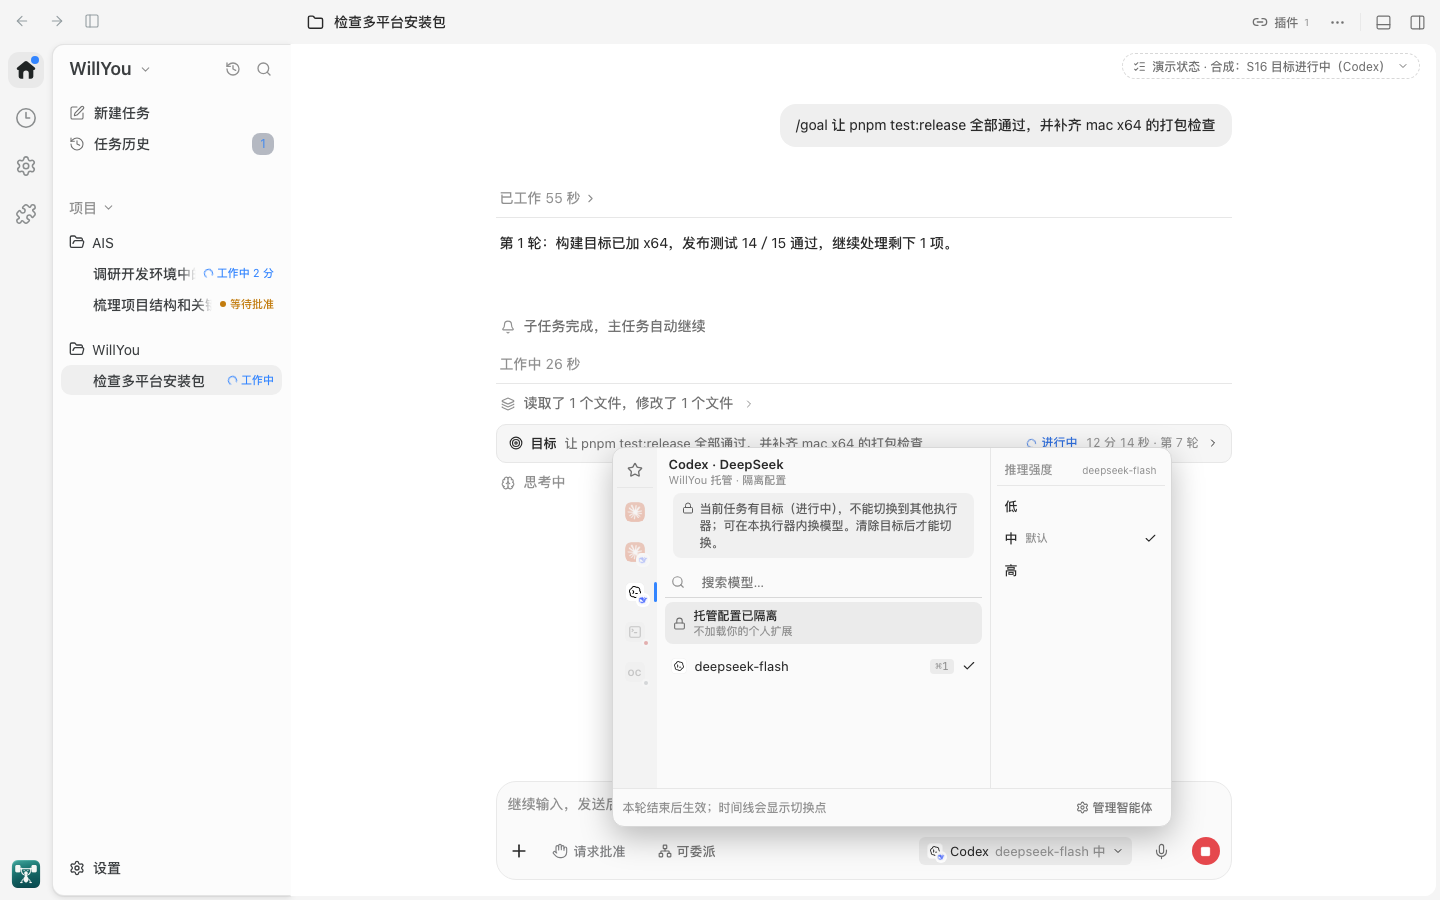 检查多平台安装包
插件 1
WillYou
新建任务
任务历史 1
项目
AIS
调研开发环境中 工作中 2 分
梳理项目结构和关 等待批准
WillYou
检查多平台安装包 工作中
设置
演示状态 · 合成：S16 目标进行中（Codex）
/goal 让 pnpm test:release 全部通过，并补齐 mac x64 的打包检查
已工作 55 秒
第 1 轮：构建目标已加 x64，发布测试 14 / 15 通过，继续处理剩下 1 项。
子任务完成，主任务自动继续
工作中 26 秒
读取了 1 个文件，修改了 1 个文件
目标 让 pnpm test:release 全部通过，并补齐 mac x64 的打包检查 进行中 12 分 14 秒 · 第 7 轮
思考中
Codex · DeepSeek
WillYou 托管 · 隔离配置
当前任务有目标（进行中），不能切换到其他执行
器；可在本执行器内换模型。清除目标后才能切
换。
搜索模型...
托管配置已隔离
不加载你的个人扩展
deepseek-flash ⌘1
OC
推理强度 deepseek-flash
低
中 默认
高
本轮结束后生效；时间线会显示切换点
管理智能体
继续输入，发送后
请求批准
可委派
Codex deepseek-flash 中